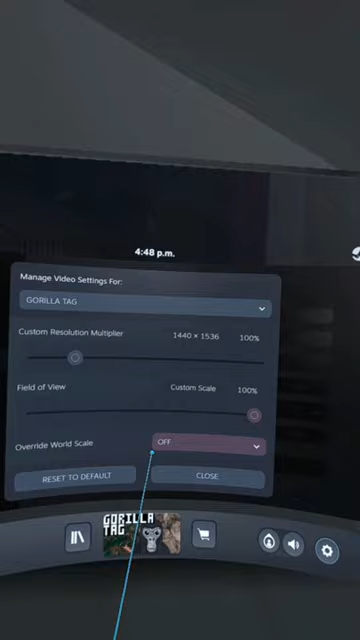 4:48 p.m.
Manage Video Settings For:
GORILLA TAG
Custom Resolution Multiplier 1440 × 1536 100%
Field of View Custom Scale 100%
Override World Scale OFF
RESET TO DEFAULT CLOSE
GORILLA
TAG